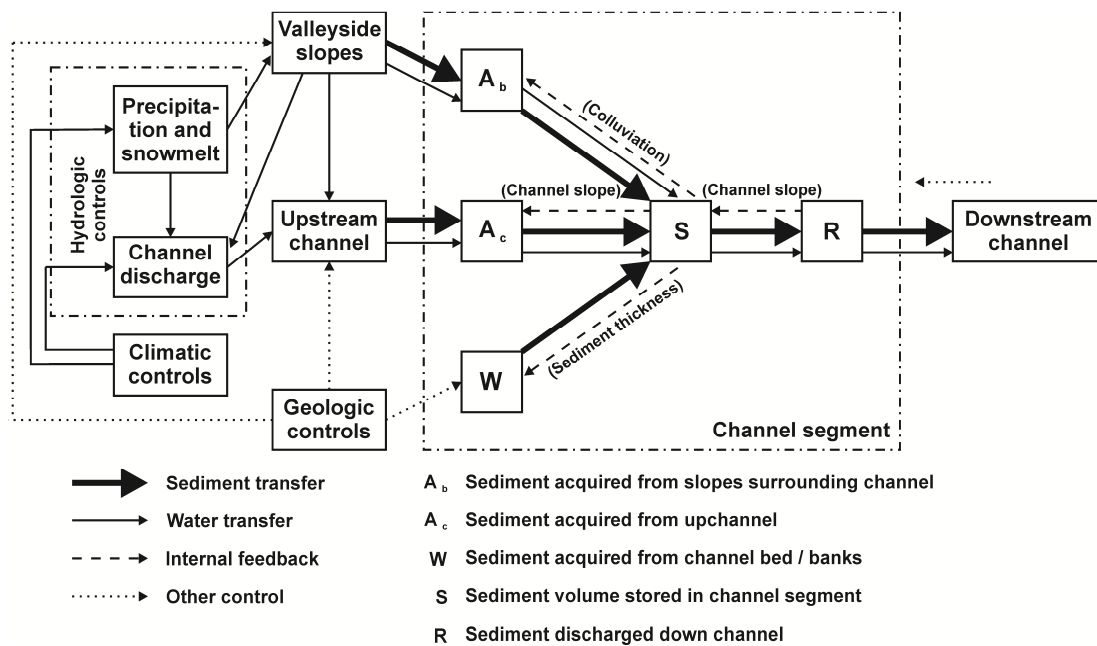 Valleyside
slopes
A b
Precipita-
tion and
snowmelt
(Colluviation)
Hydrologic
controls
(Channel slope)
(Channel slope)
Upstream
channel
A c
S
R
Downstream
channel
Channel
discharge
(Sediment thickness)
Climatic
controls
W
Geologic
controls
Channel segment
Sediment transfer
Water transfer
Internal feedback
Other control
A b Sediment acquired from slopes surrounding channel
A c Sediment acquired from upchannel
W Sediment acquired from channel bed / banks
S Sediment volume stored in channel segment
R Sediment discharged down channel